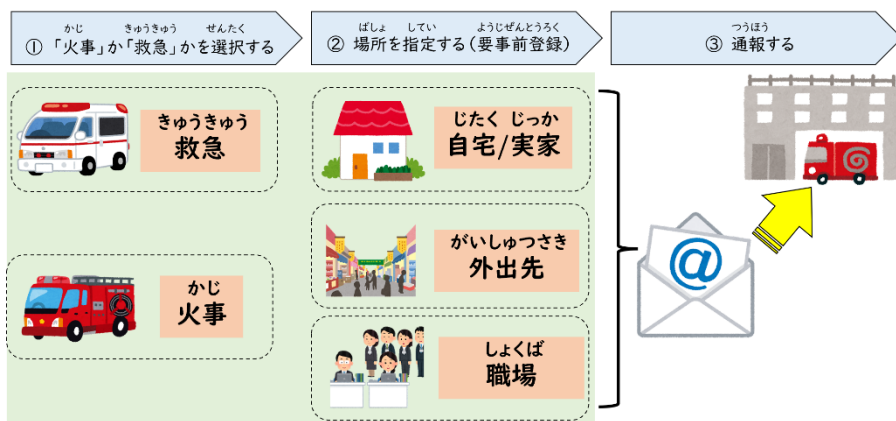 かじ きゅうきゅう せんたく
① 「火事」か「救急」かを選択する
ばしょ してい ようじぜんとうろく
② 場所を指定する(要事前登録)
つうほう
③ 通報する
きゅうきゅう
救急
かじ
火事
じたく じっか
自宅/実家
がいしゅつさき
外出先
しょくば
職場
@